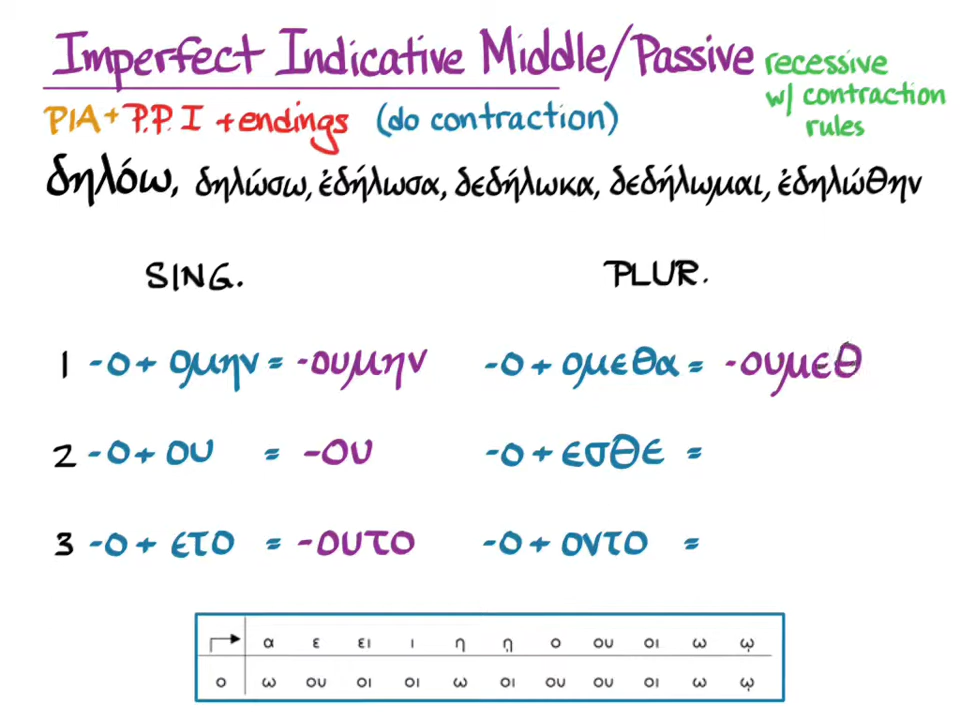 Imperfect Indicative Middle/Passive
recessive
w/ contraction
rules
PIA + P.P. I + endings (do contraction)
δηλόω, δηλώσω, ἐδήλωσα, δεδήλωκα, δεδήλωμαι, ἐδηλώθην
SING. PLUR.
1 -ο + ομην = -ουμην -ο + ομεθα = -ουμεθ
2 -ο + ου = -ου -ο + εσθε =
3 -ο + ετο = -ουτο -ο + οντο =
α ε ει ι η ῃ ο ου οι ω ῳ
ο ω ου οι οι ω οι ου ου οι ω ῳ